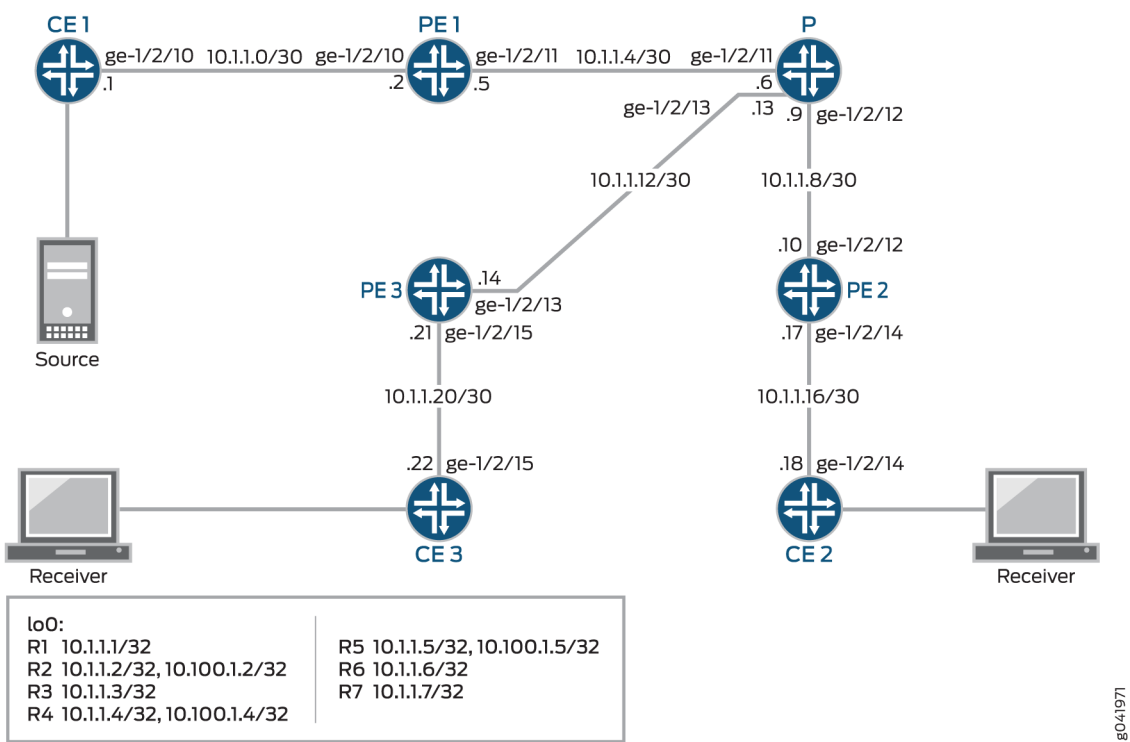 CE 1
PE 1
P
ge-1/2/10 10.1.1.0/30 ge-1/2/10
ge-1/2/11 10.1.1.4/30 ge-1/2/11
.1
.2
.5
.6
ge-1/2/13
.13
.9 ge-1/2/12
10.1.1.12/30
10.1.1.8/30
.10 ge-1/2/12
.14
PE 3
ge-1/2/13
PE 2
.21 ge-1/2/15
.17 ge-1/2/14
Source
10.1.1.20/30
10.1.1.16/30
.22 ge-1/2/15
.18 ge-1/2/14
CE 3
CE 2
Receiver
Receiver
lo0:
R1 10.1.1.1/32
R2 10.1.1.2/32, 10.100.1.2/32
R3 10.1.1.3/32
R4 10.1.1.4/32, 10.100.1.4/32
R5 10.1.1.5/32, 10.100.1.5/32
R6 10.1.1.6/32
R7 10.1.1.7/32
g041971